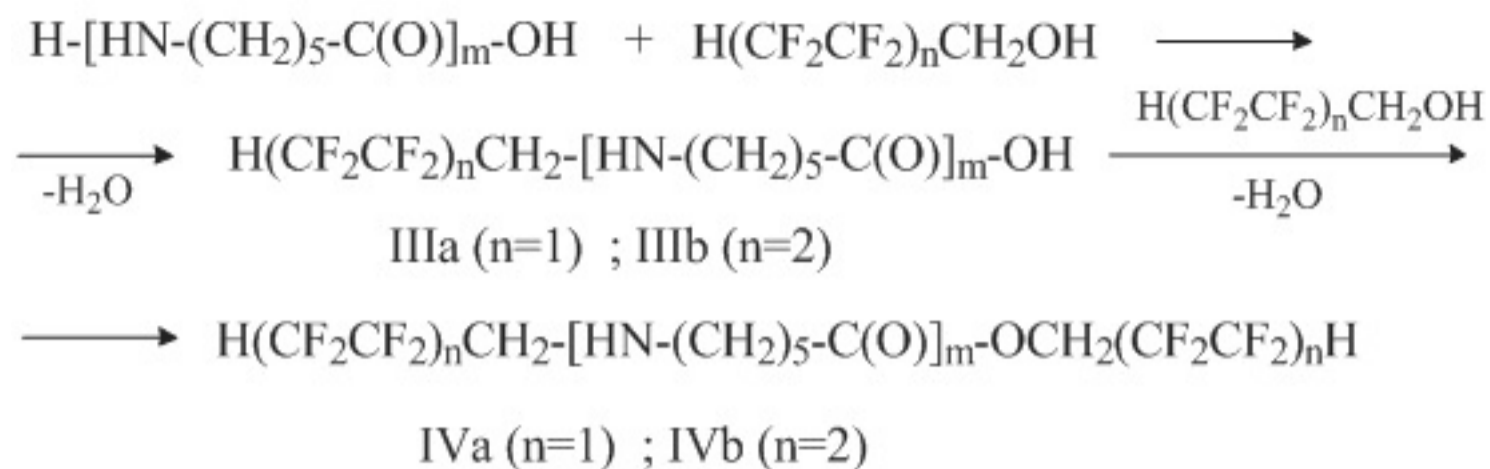 H-[HN-(CH₂)₅-C(O)]ₘ-OH + H(CF₂CF₂)ₙCH₂OH
H(CF₂CF₂)ₙCH₂OH
-H₂O H(CF₂CF₂)ₙCH₂-[HN-(CH₂)₅-C(O)]ₘ-OH -H₂O
IIIa (n=1) ; IIIb (n=2)
H(CF₂CF₂)ₙCH₂-[HN-(CH₂)₅-C(O)]ₘ-OCH₂(CF₂CF₂)ₙH
IVa (n=1) ; IVb (n=2)